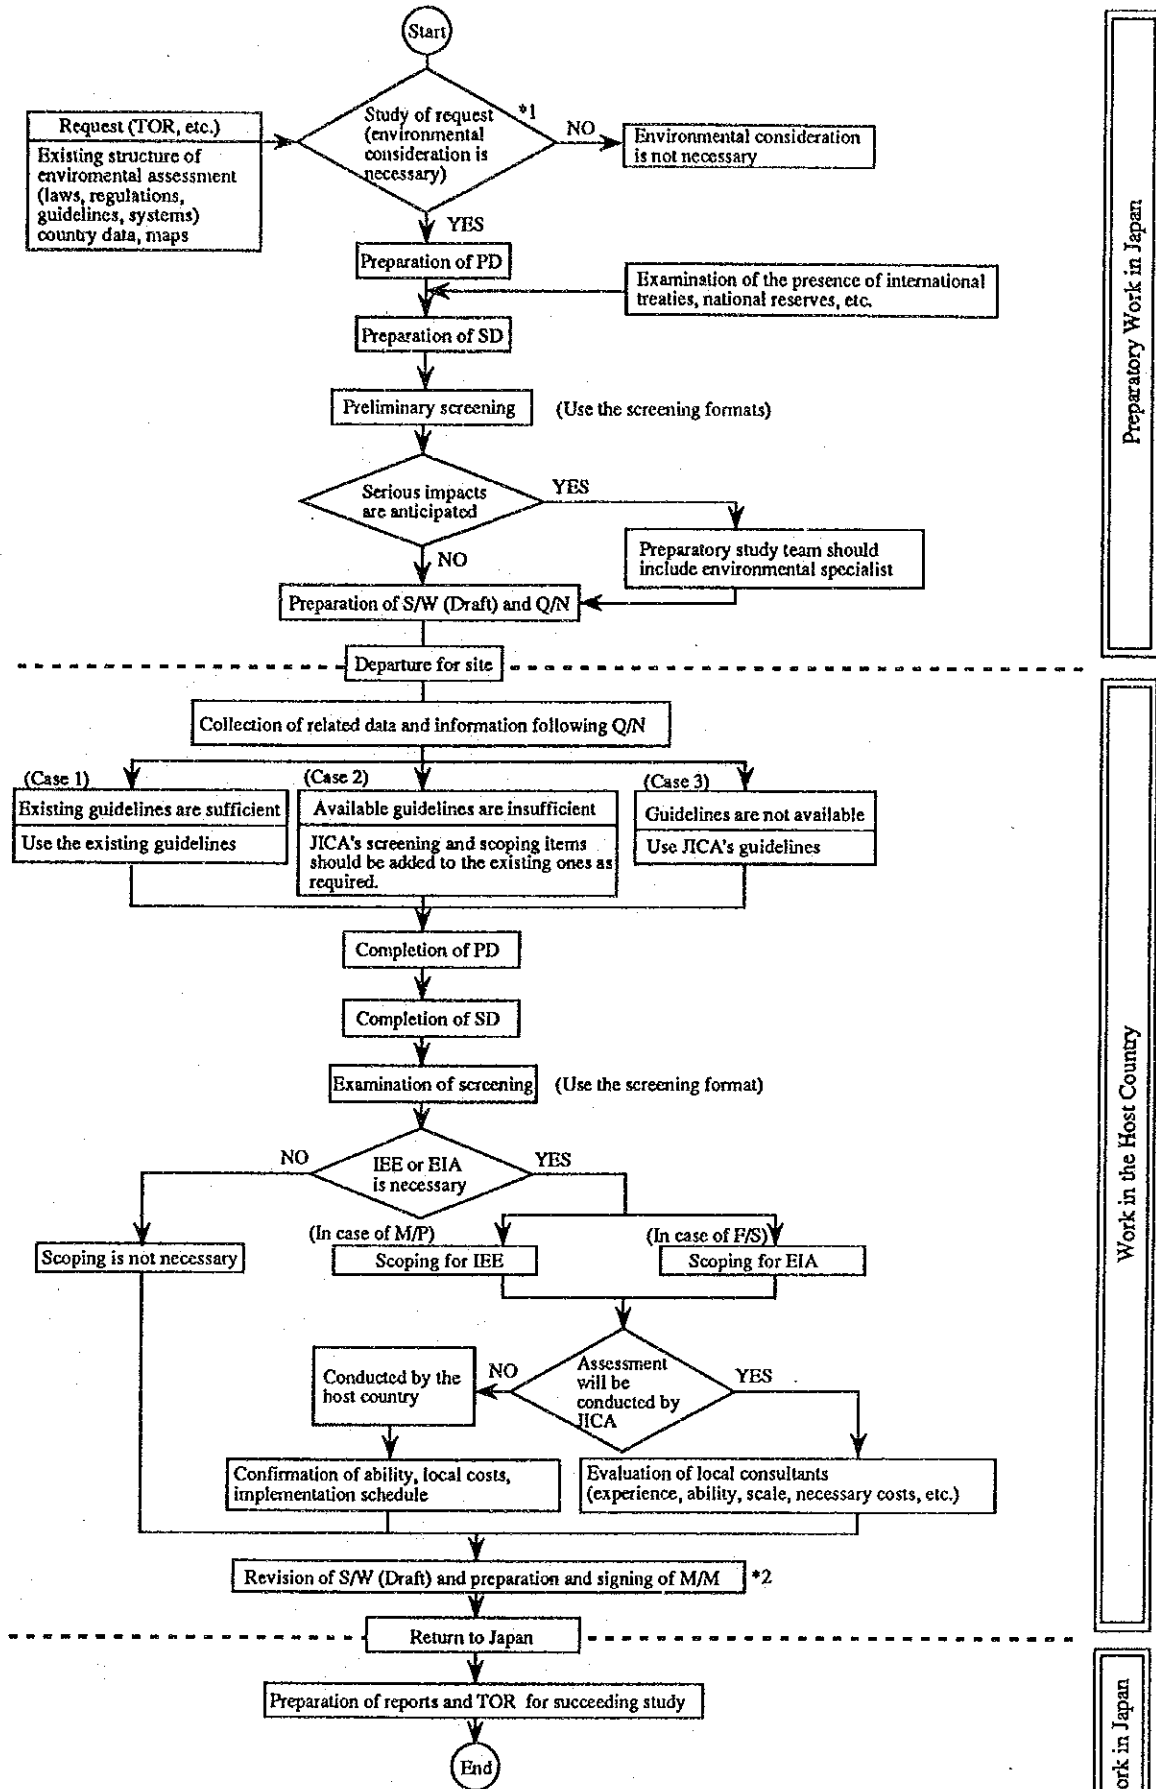 Start
Request (TOR, etc.)
Existing structure of
enviromental assessment
(laws, regulations,
guidelines, systems)
country data, maps
Study of request
(environmental
consideration is
necessary)
*1
NO
Environmental consideration
is not necessary
YES
Preparation of PD
Examination of the presence of international
treaties, national reserves, etc.
Preparation of SD
Preliminary screening
(Use the screening formats)
Serious impacts
are anticipated
YES
Preparatory study team should
include environmental specialist
NO
Preparation of S/W (Draft) and Q/N
Preparatory Work in Japan
Departure for site
Collection of related data and information following Q/N
(Case 1)
Existing guidelines are sufficient
Use the existing guidelines
(Case 2)
Available guidelines are insufficient
JICA's screening and scoping items
should be added to the existing ones as
required.
(Case 3)
Guidelines are not available
Use JICA's guidelines
Completion of PD
Completion of SD
Examination of screening
(Use the screening format)
NO
IEE or EIA
is necessary
YES
Scoping is not necessary
(In case of M/P)
Scoping for IEE
(In case of F/S)
Scoping for EIA
Conducted by the
host country
NO
Assessment
will be
conducted by
JICA
YES
Confirmation of ability, local costs,
implementation schedule
Evaluation of local consultants
(experience, ability, scale, necessary costs, etc.)
Revision of S/W (Draft) and preparation and signing of M/M
*2
Work in the Host Country
Return to Japan
Preparation of reports and TOR for succeeding study
End
ork in Japan